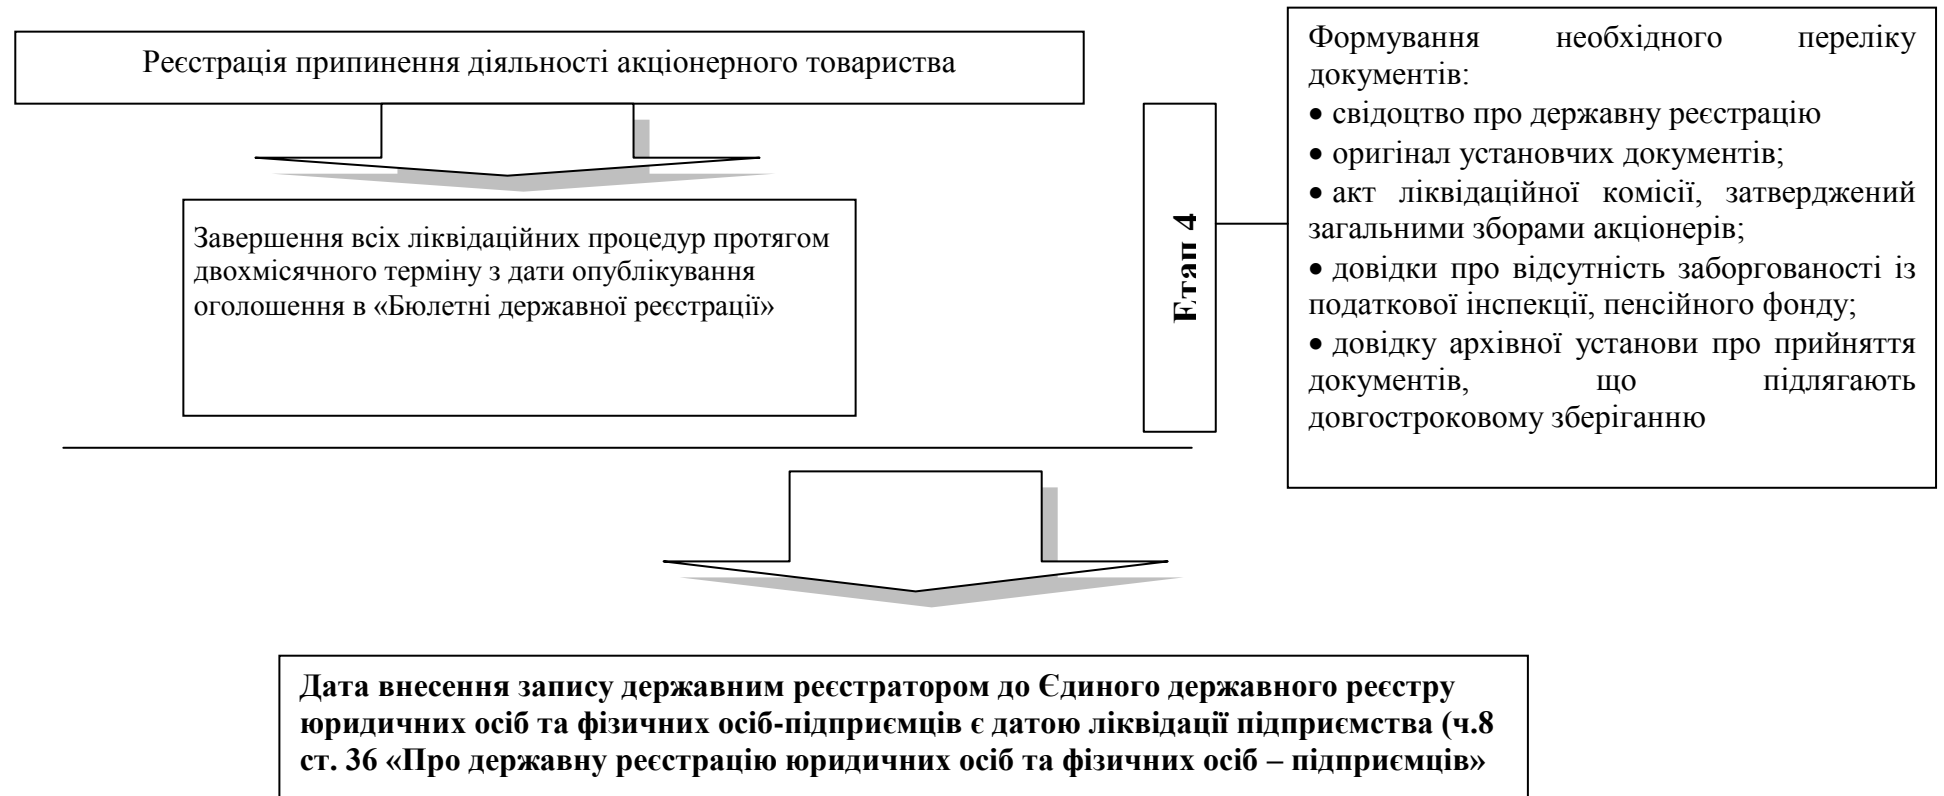 Реєстрація припинення діяльності акціонерного товариства
Завершення всіх ліквідаційних процедур протягом
двохмісячного терміну з дати опублікування
оголошення в «Бюлетні державної реєстрації»
Етап 4
Формування необхідного переліку
документів:
• свідоцтво про державну реєстрацію
• оригінал установчих документів;
• акт ліквідаційної комісії, затверджений
загальними зборами акціонерів;
• довідки про відсутність заборгованості із
податкової інспекції, пенсійного фонду;
• довідку архівної установи про прийняття
документів, що підлягають
довгостроковому зберіганню
Дата внесення запису державним реєстратором до Єдиного державного реєстру
юридичних осіб та фізичних осіб-підприємців є датою ліквідації підприємства (ч.8
ст. 36 «Про державну реєстрацію юридичних осіб та фізичних осіб – підприємців»